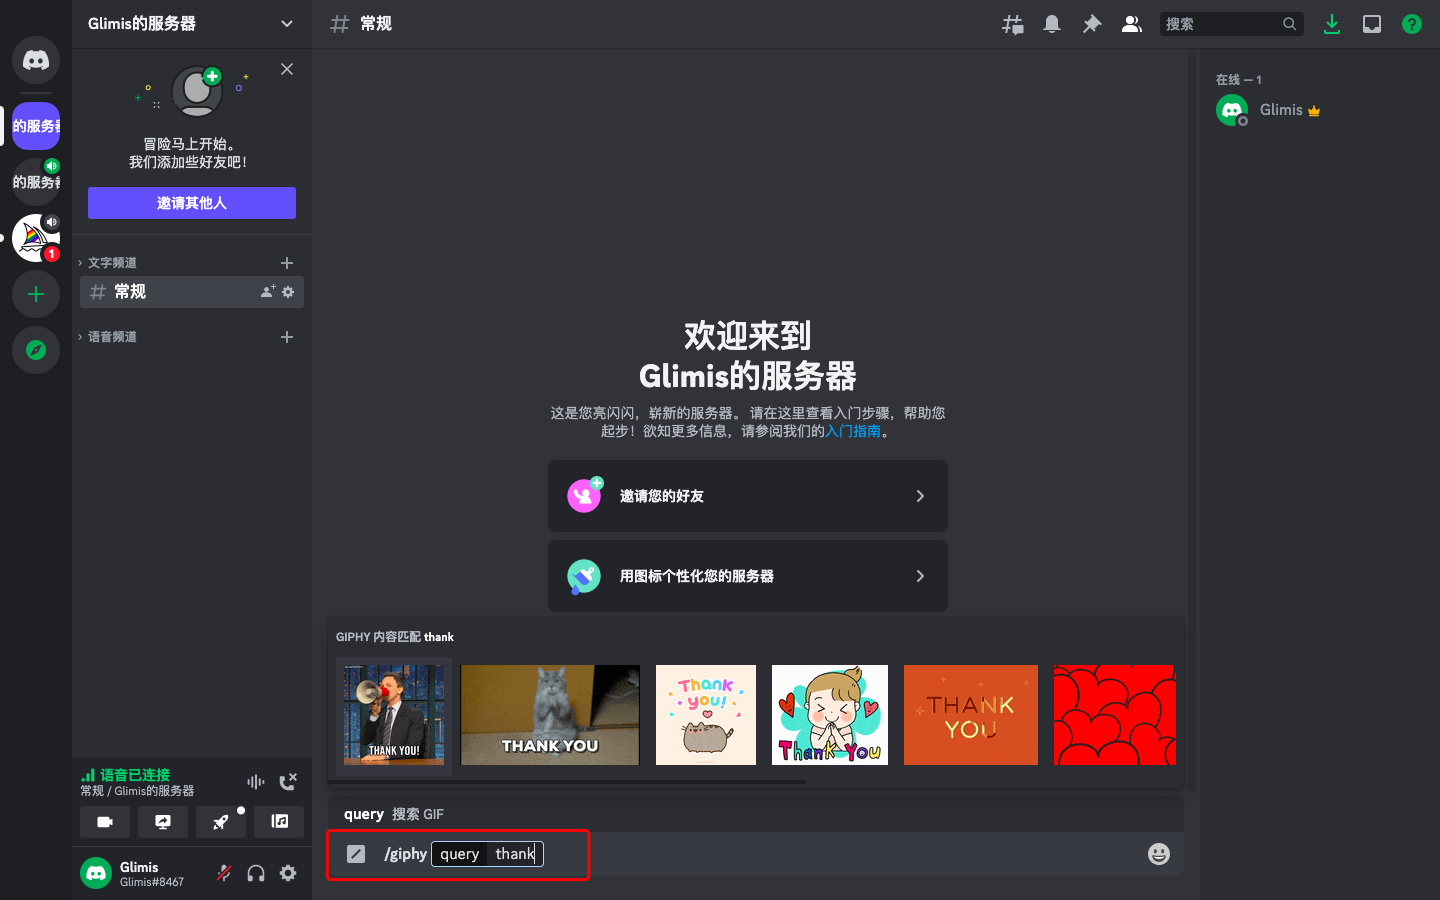 Glimis的服务器
常规
搜索
的服务
的服务
1
冒险马上开始。
我们添加些好友吧！
邀请其他人
文字频道
常规
语音频道
欢迎来到
Glimis的服务器
这是您亮闪闪，崭新的服务器。请在这里查看入门步骤，帮助您
起步！欲知更多信息，请参阅我们的入门指南。
邀请您的好友
用图标个性化您的服务器
GIPHY 内容匹配 thank
THANK YOU!
THANK YOU
Thank you!
Thank You
THANK YOU
query 搜索 GIF
/giphy query thank
语音已连接
常规 / Glimis的服务器
Glimis
Glimis#8467
在线 — 1
Glimis